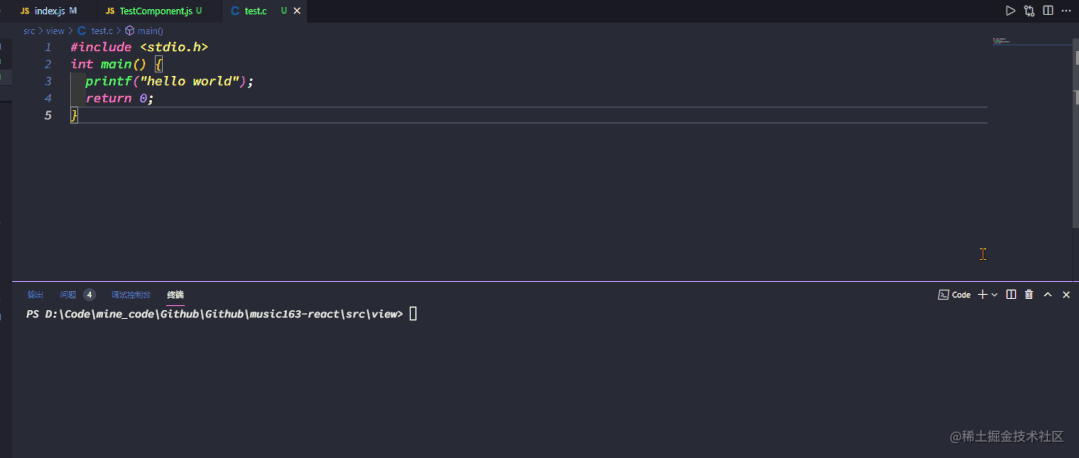 JS index.js M JS TestComponent.js U C test.c U
src > view > C test.c > main()
1 #include <stdio.h>
2 int main() {
3 printf("hello world");
4 return 0;
5 }
输出 问题 4 调试控制台 终端 Code
PS D:\Code\mine_code\Github\Github\music163-react\src\view>
@稀土掘金技术社区